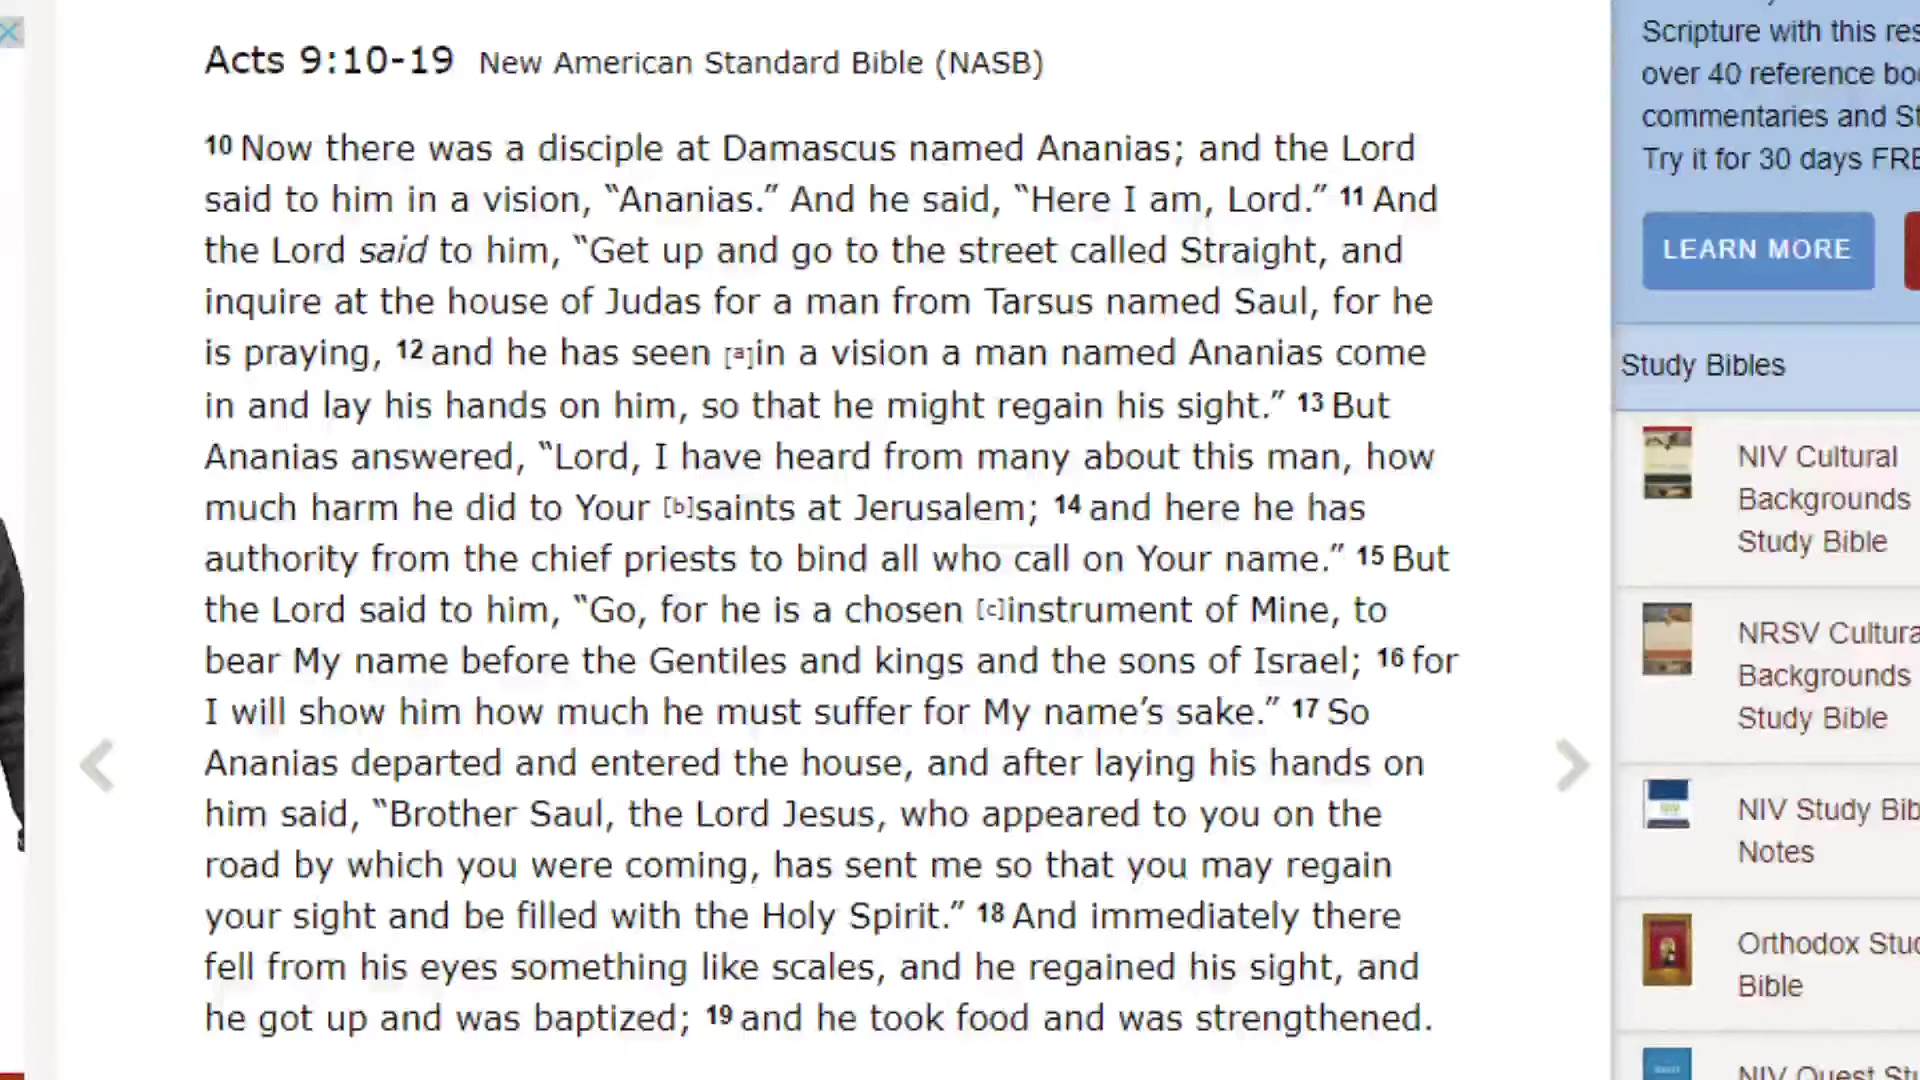 Acts 9:10-19 New American Standard Bible (NASB)
10 Now there was a disciple at Damascus named Ananias; and the Lord
said to him in a vision, “Ananias.” And he said, “Here I am, Lord.” 11 And
the Lord said to him, “Get up and go to the street called Straight, and
inquire at the house of Judas for a man from Tarsus named Saul, for he
is praying, 12 and he has seen [a]in a vision a man named Ananias come
in and lay his hands on him, so that he might regain his sight.” 13 But
Ananias answered, “Lord, I have heard from many about this man, how
much harm he did to Your [b]saints at Jerusalem; 14 and here he has
authority from the chief priests to bind all who call on Your name.” 15 But
the Lord said to him, “Go, for he is a chosen [c]instrument of Mine, to
bear My name before the Gentiles and kings and the sons of Israel; 16 for
I will show him how much he must suffer for My name’s sake.” 17 So
Ananias departed and entered the house, and after laying his hands on
him said, “Brother Saul, the Lord Jesus, who appeared to you on the
road by which you were coming, has sent me so that you may regain
your sight and be filled with the Holy Spirit.” 18 And immediately there
fell from his eyes something like scales, and he regained his sight, and
he got up and was baptized; 19 and he took food and was strengthened.
Scripture with this
over 40 reference
commentaries and
Try it for 30 days
LEARN MORE
Study Bibles
NIV Cultural
Backgrounds
Study Bible
NRSV
Backgrounds
Study Bible
NIV Study
Notes
Orthodox
Bible
NIV Quest